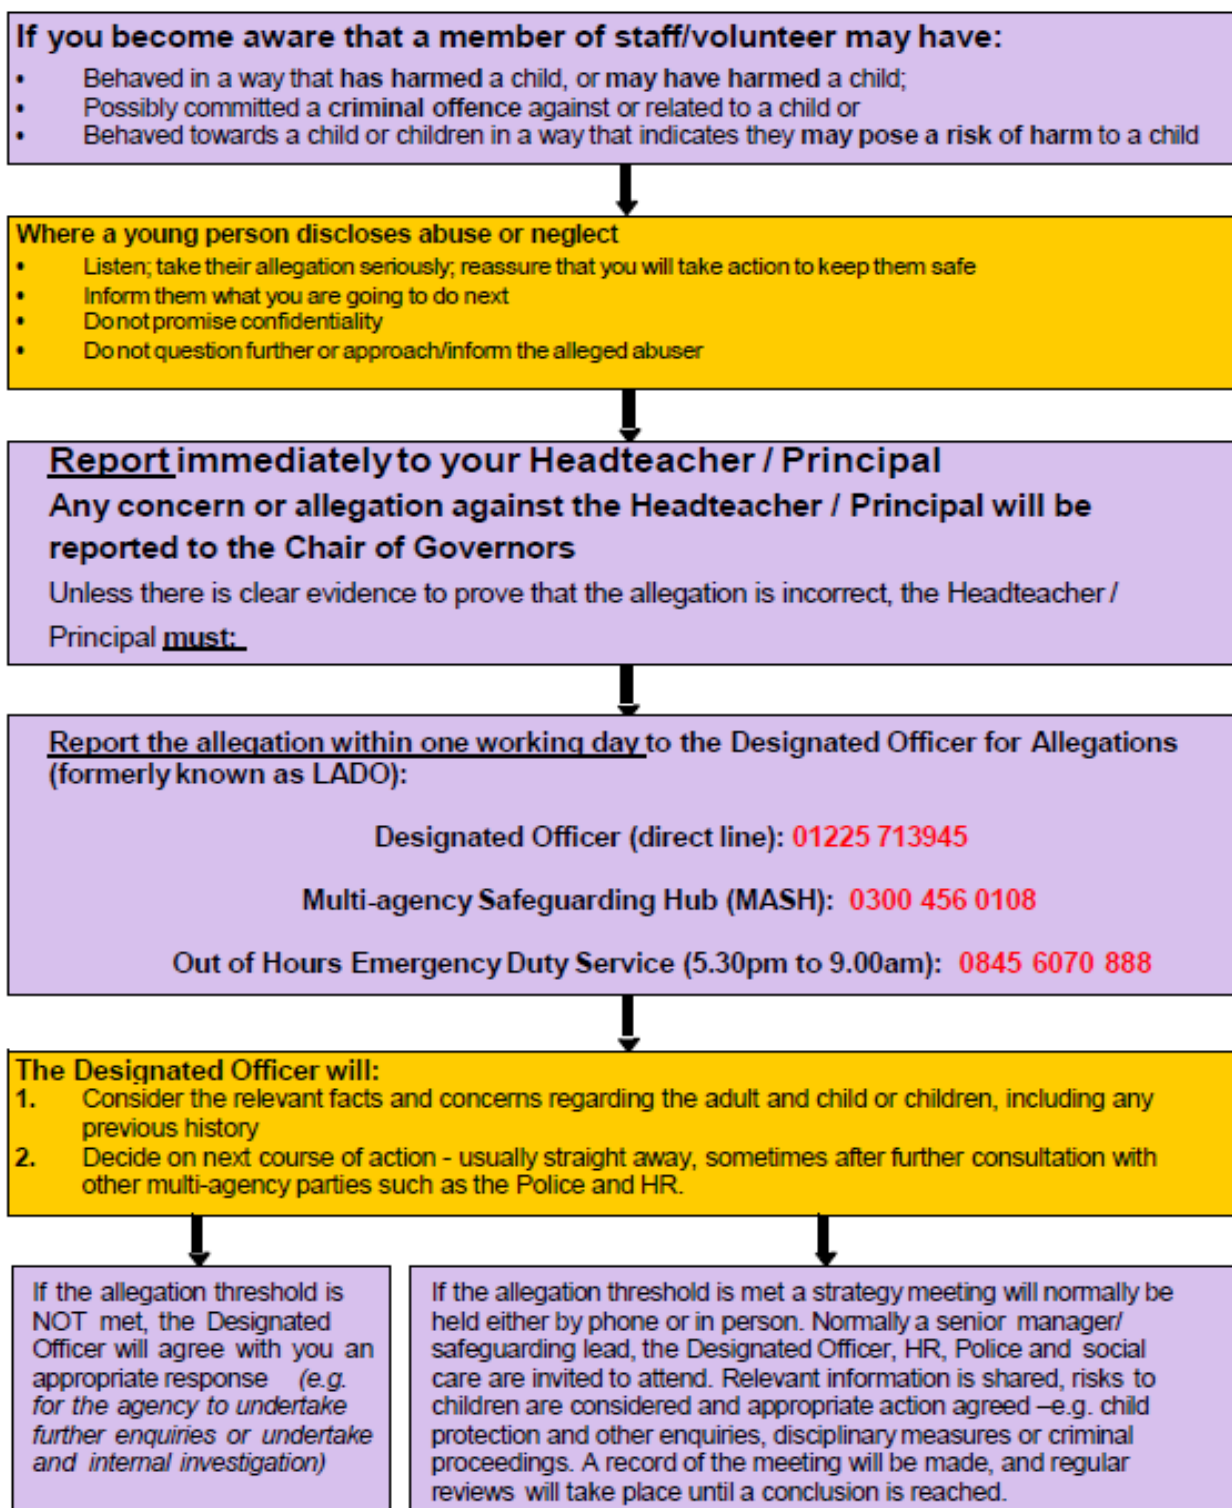 If you become aware that a member of staff/volunteer may have:
• Behaved in a way that has harmed a child, or may have harmed a child;
• Possibly committed a criminal offence against or related to a child or
• Behaved towards a child or children in a way that indicates they may pose a risk of harm to a child
Where a young person discloses abuse or neglect
• Listen; take their allegation seriously; reassure that you will take action to keep them safe
• Inform them what you are going to do next
• Do not promise confidentiality
• Do not question further or approach/inform the alleged abuser
Report immediately to your Headteacher / Principal
Any concern or allegation against the Headteacher / Principal will be
reported to the Chair of Governors
Unless there is clear evidence to prove that the allegation is incorrect, the Headteacher /
Principal must:
Report the allegation within one working day to the Designated Officer for Allegations
(formerly known as LADO):
Designated Officer (direct line): 01225 713945
Multi-agency Safeguarding Hub (MASH): 0300 456 0108
Out of Hours Emergency Duty Service (5.30pm to 9.00am): 0845 6070 888
The Designated Officer will:
1. Consider the relevant facts and concerns regarding the adult and child or children, including any
previous history
2. Decide on next course of action - usually straight away, sometimes after further consultation with
other multi-agency parties such as the Police and HR.
If the allegation threshold is
NOT met, the Designated
Officer will agree with you an
appropriate response (e.g.
for the agency to undertake
further enquiries or undertake
and internal investigation)
If the allegation threshold is met a strategy meeting will normally be
held either by phone or in person. Normally a senior manager/
safeguarding lead, the Designated Officer, HR, Police and social
care are invited to attend. Relevant information is shared, risks to
children are considered and appropriate action agreed –e.g. child
protection and other enquiries, disciplinary measures or criminal
proceedings. A record of the meeting will be made, and regular
reviews will take place until a conclusion is reached.